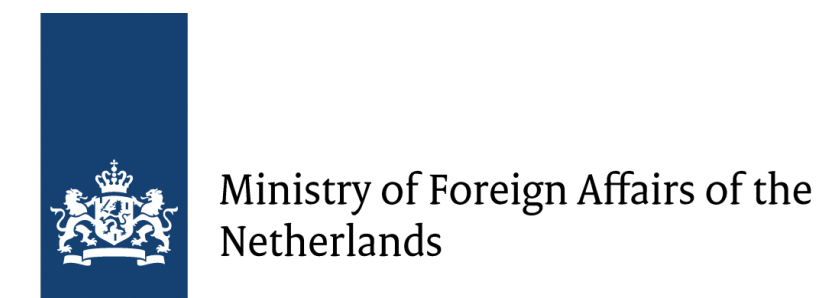 Ministry of Foreign Affairs of the
Netherlands